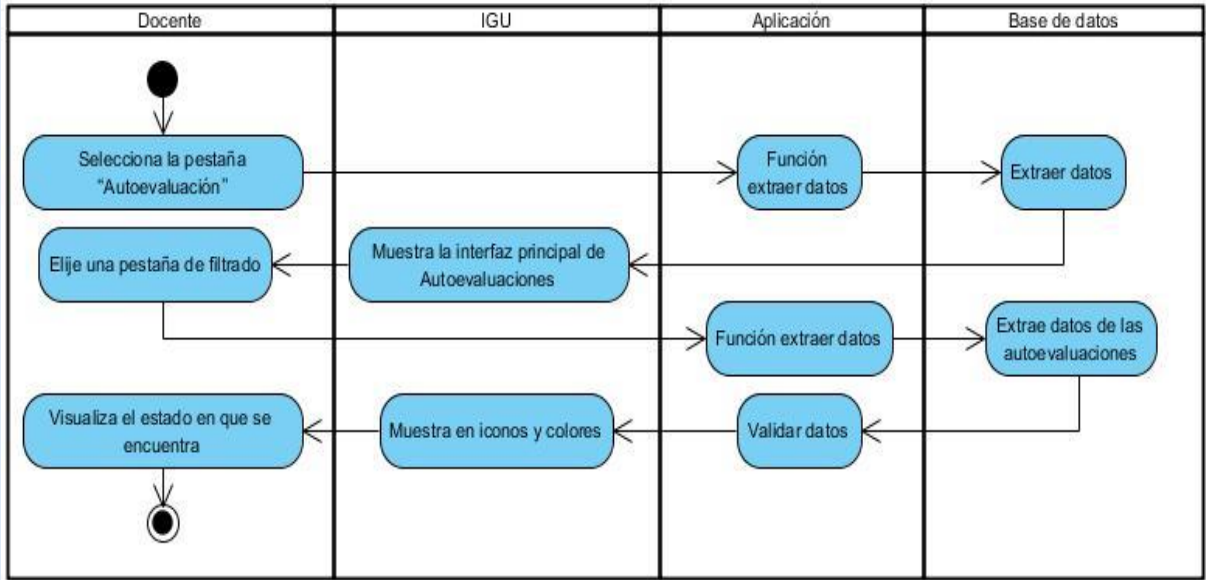 Docente
IGU
Aplicación
Base de datos
Selecciona la pestaña
“Autoevaluación”
Función
extraer datos
Extraer datos
Elije una pestaña de filtrado
Muestra la interfaz principal de
Autoevaluaciones
Función extraer datos
Extrae datos de las
autoevaluaciones
Visualiza el estado en que se
encuentra
Muestra en iconos y colores
Validar datos